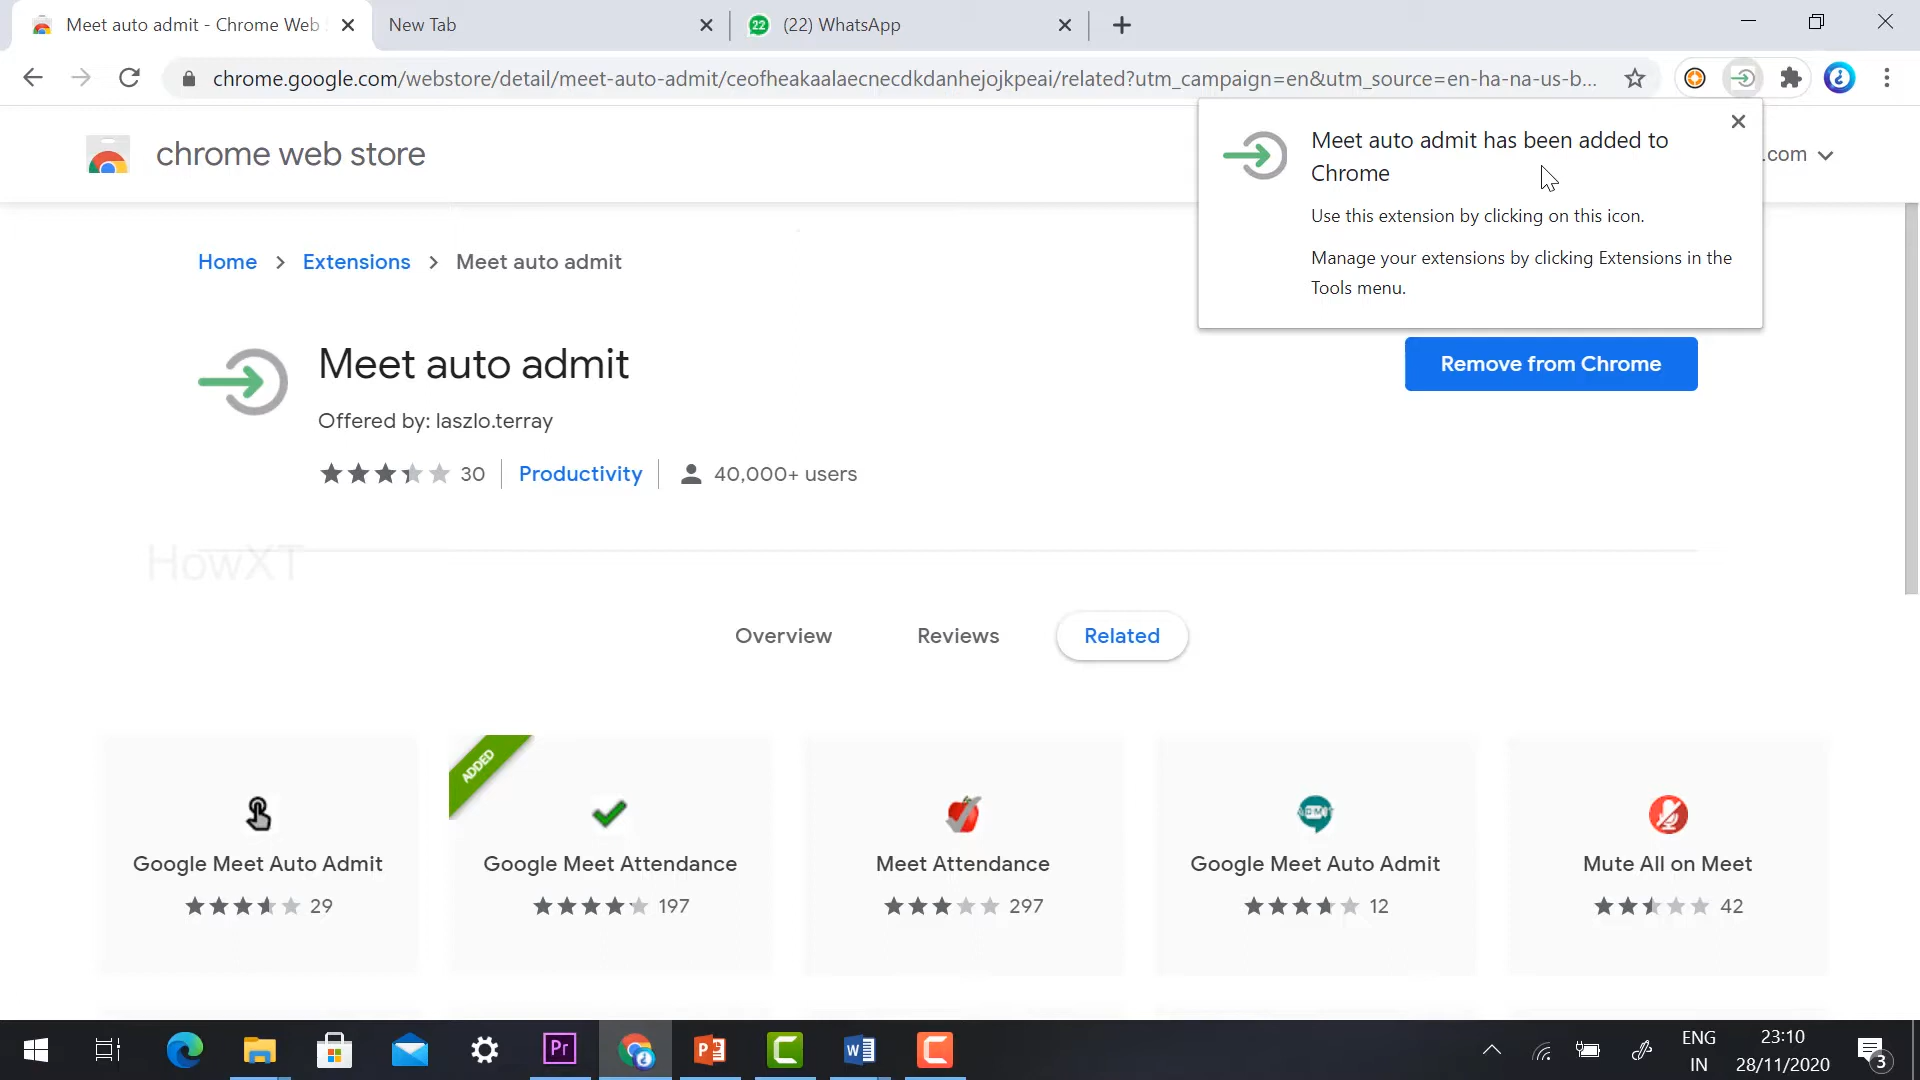 Meet auto admit - Chrome Web
New Tab
22 (22) WhatsApp
chrome.google.com/webstore/detail/meet-auto-admit/ceofheakaalaecnecdkdanhejojkpeai/related?utm_campaign=en&utm_source=en-ha-na-us-b...
chrome web store
.com
Meet auto admit has been added to
Chrome
Use this extension by clicking on this icon.
Manage your extensions by clicking Extensions in the
Tools menu.
Home > Extensions > Meet auto admit
Meet auto admit
Remove from Chrome
Offered by: laszlo.terray
30 Productivity 40,000+ users
HowXT
Overview Reviews Related
ADDED
Google Meet Auto Admit
29
Google Meet Attendance
197
Meet Attendance
297
ADMIT
Google Meet Auto Admit
12
Mute All on Meet
42
Pr
ENG
IN
23:10
28/11/2020
3